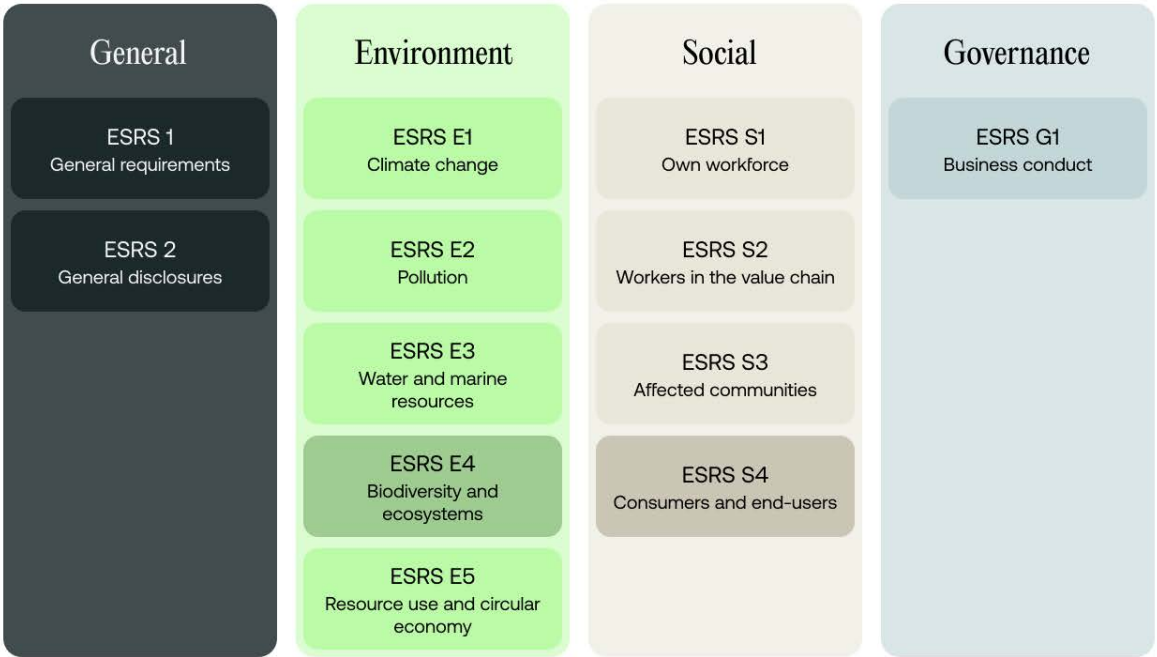 General
ESRS 1
General requirements
ESRS 2
General disclosures
Environment
ESRS E1
Climate change
ESRS E2
Pollution
ESRS E3
Water and marine
resources
ESRS E4
Biodiversity and
ecosystems
ESRS E5
Resource use and circular
economy
Social
ESRS S1
Own workforce
ESRS S2
Workers in the value chain
ESRS S3
Affected communities
ESRS S4
Consumers and end-users
Governance
ESRS G1
Business conduct